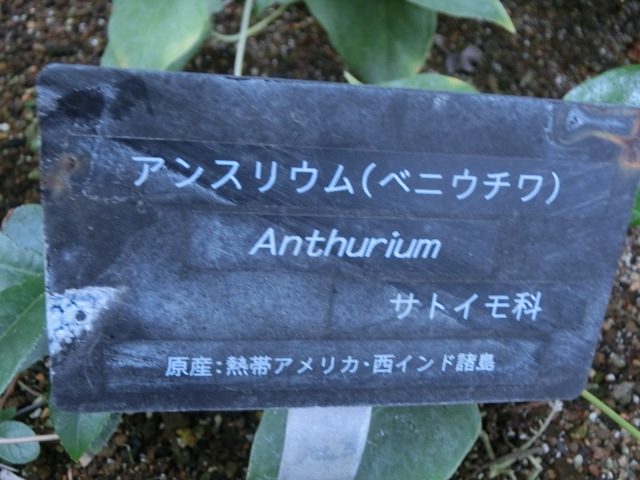 アンスリウム(ベニウチワ)
Anthurium
サトイモ科
原産:熱帯アメリカ・西インド諸島